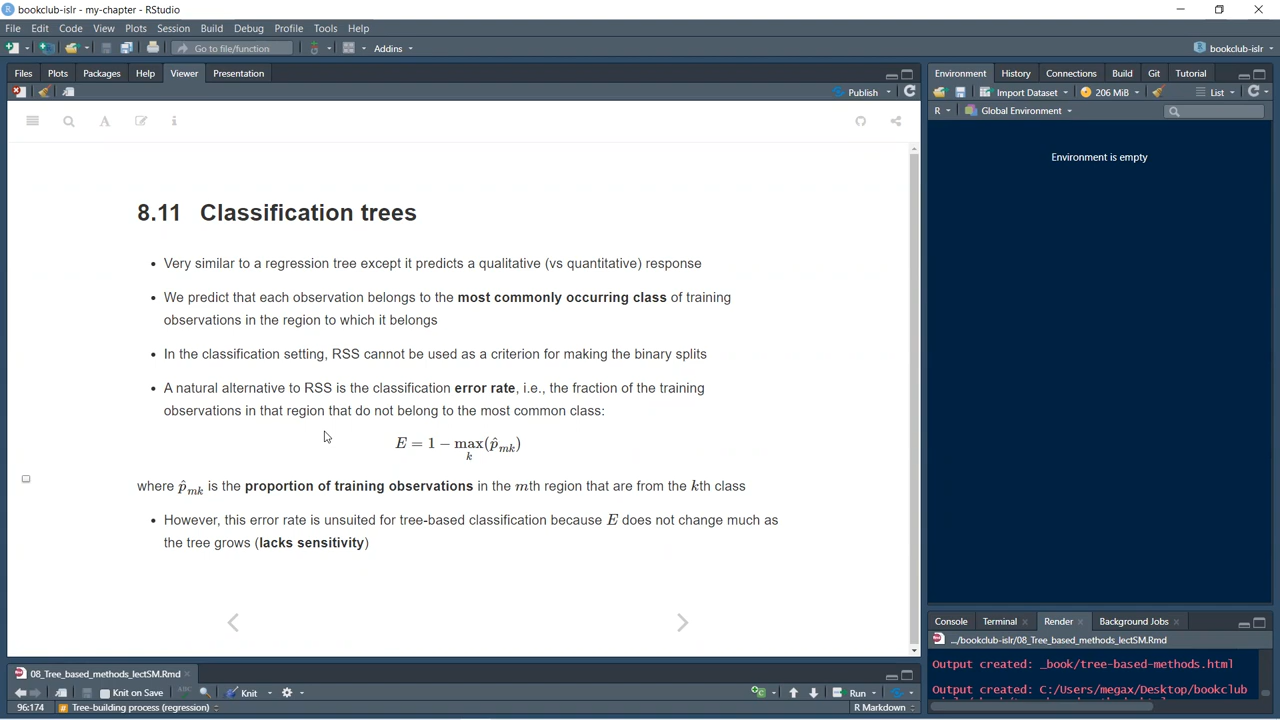 bookclub-islr - my-chapter - RStudio
File Edit Code View Plots Session Build Debug Profile Tools Help
Go to file/function Addins bookclub-islr
Files Plots Packages Help Viewer Presentation
Publish
8.11 Classification trees
• Very similar to a regression tree except it predicts a qualitative (vs quantitative) response
• We predict that each observation belongs to the most commonly occurring class of training
observations in the region to which it belongs
• In the classification setting, RSS cannot be used as a criterion for making the binary splits
• A natural alternative to RSS is the classification error rate, i.e., the fraction of the training
observations in that region that do not belong to the most common class:
E = 1 − max(p̂mk)
k
where p̂mk is the proportion of training observations in the mth region that are from the kth class
• However, this error rate is unsuited for tree-based classification because E does not change much as
the tree grows (lacks sensitivity)
08_Tree_based_methods_lectSM.Rmd
Knit on Save ABC Knit Run
96:174 # Tree-building process (regression) R Markdown
Environment History Connections Build Git Tutorial
Import Dataset 206 MiB List
R Global Environment
Environment is empty
Console Terminal Render Background Jobs
.../bookclub-islr/08_Tree_based_methods_lectSM.Rmd
Output created: _book/tree-based-methods.html
Output created: C:/Users/megax/Desktop/bookclub